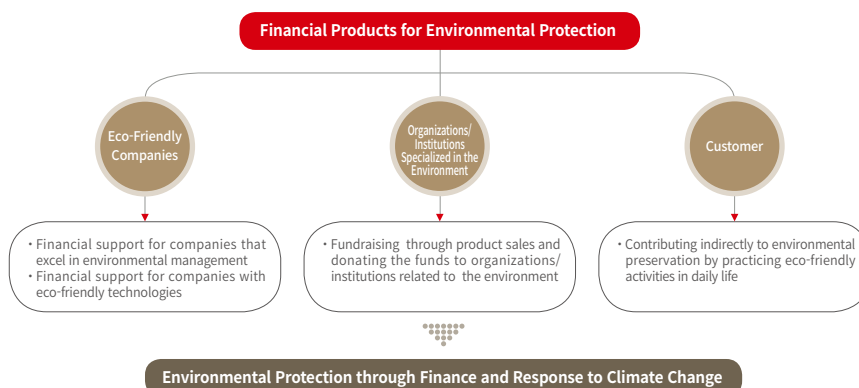 Financial Products for Environmental Protection
Eco-Friendly
Companies
Organizations/
Institutions
Specialized in the
Environment
Customer
· Financial support for companies that
excel in environmental management
· Financial support for companies with
eco-friendly technologies
· Fundraising through product sales and
donating the funds to organizations/
institutions related to the environment
· Contributing indirectly to environmental
preservation by practicing eco-friendly
activities in daily life
Environmental Protection through Finance and Response to Climate Change